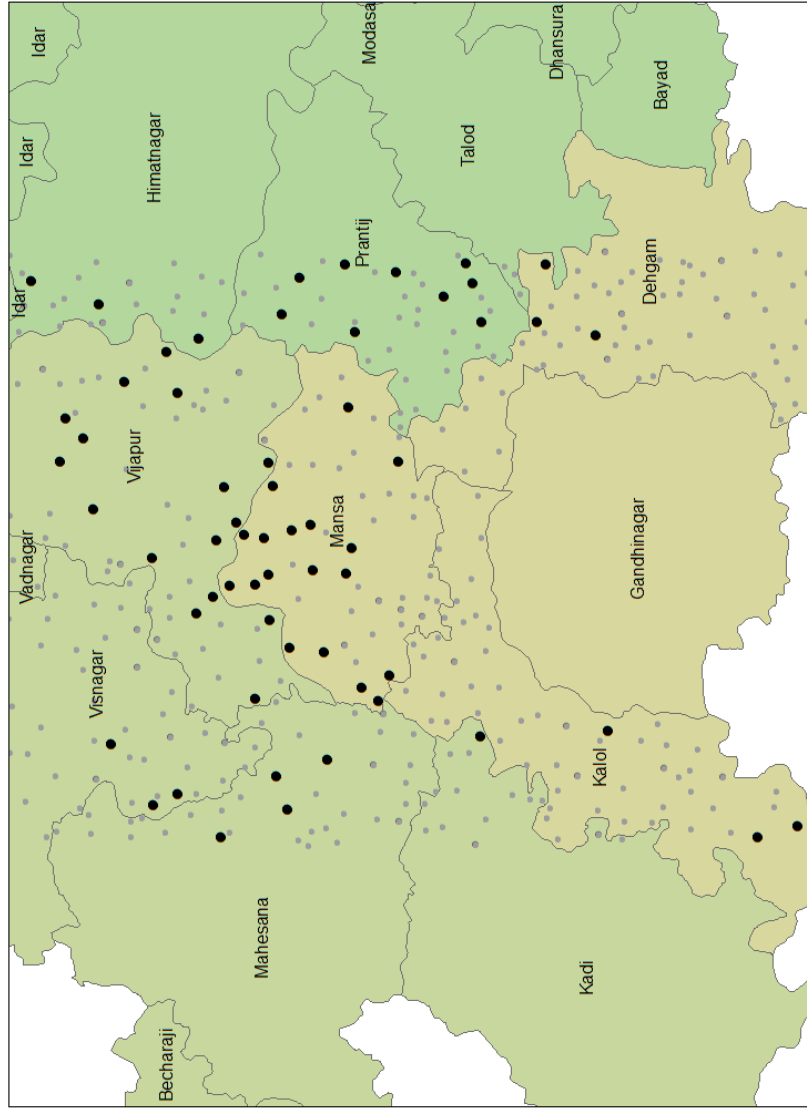 Idar
Idar
Idar
Himatnagar
Modasa
Dhansura
Bayad
Talod
Prantij
Dehgam
Vijapur
Vadnagar
Mansa
Gandhinagar
Visnagar
Kalol
Mahesana
Kadi
Becharaji